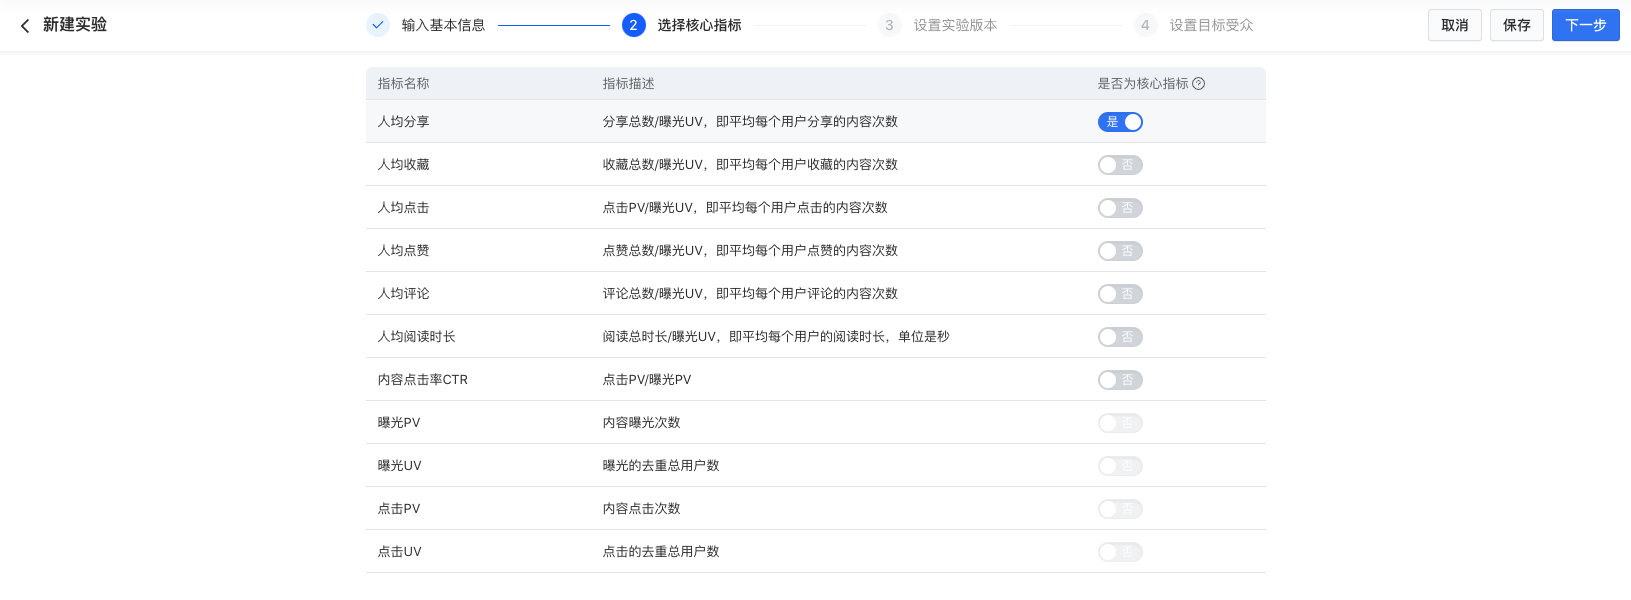 新建实验
输入基本信息
2 选择核心指标
3 设置实验版本
4 设置目标受众
取消 保存 下一步
指标名称 指标描述 是否为核心指标
人均分享 分享总数/曝光UV，即平均每个用户分享的内容次数 是
人均收藏 收藏总数/曝光UV，即平均每个用户收藏的内容次数 否
人均点击 点击PV/曝光UV，即平均每个用户点击的内容次数 否
人均点赞 点赞总数/曝光UV，即平均每个用户点赞的内容次数 否
人均评论 评论总数/曝光UV，即平均每个用户评论的内容次数 否
人均阅读时长 阅读总时长/曝光UV，即平均每个用户的阅读时长，单位是秒 否
内容点击率CTR 点击PV/曝光PV 否
曝光PV 内容曝光次数 否
曝光UV 曝光的去重总用户数 否
点击PV 内容点击次数 否
点击UV 点击的去重总用户数 否